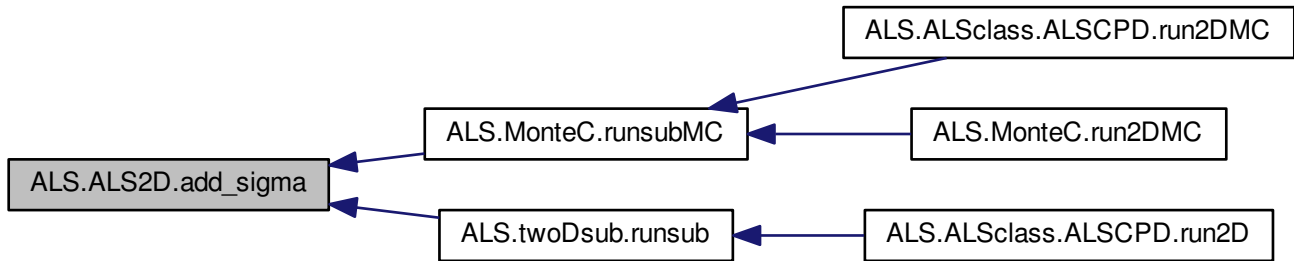 ALS.ALSclass.ALSCPD.run2DMC
ALS.MonteC.runsubMC
ALS.MonteC.run2DMC
ALS.ALS2D.add_sigma
ALS.twoDsub.runsub
ALS.ALSclass.ALSCPD.run2D